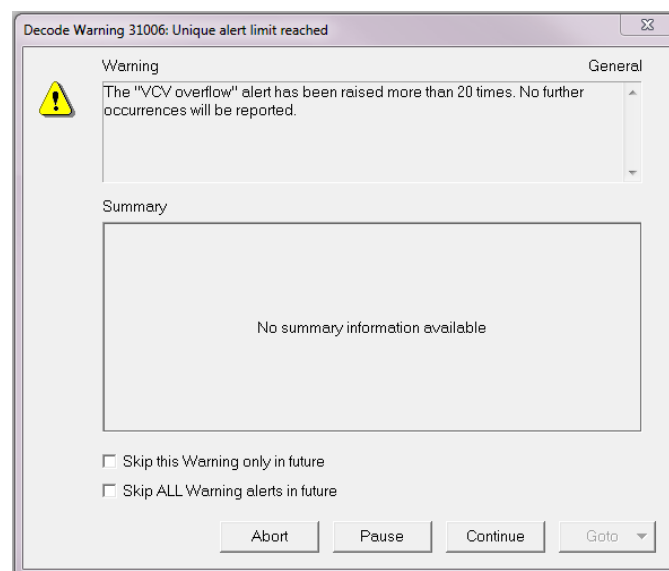 Decode Warning 31006: Unique alert limit reached
Warning General
The "VCV overflow" alert has been raised more than 20 times. No further
occurrences will be reported.
Summary
No summary information available
Skip this Warning only in future
Skip ALL Warning alerts in future
Abort Pause Continue Goto